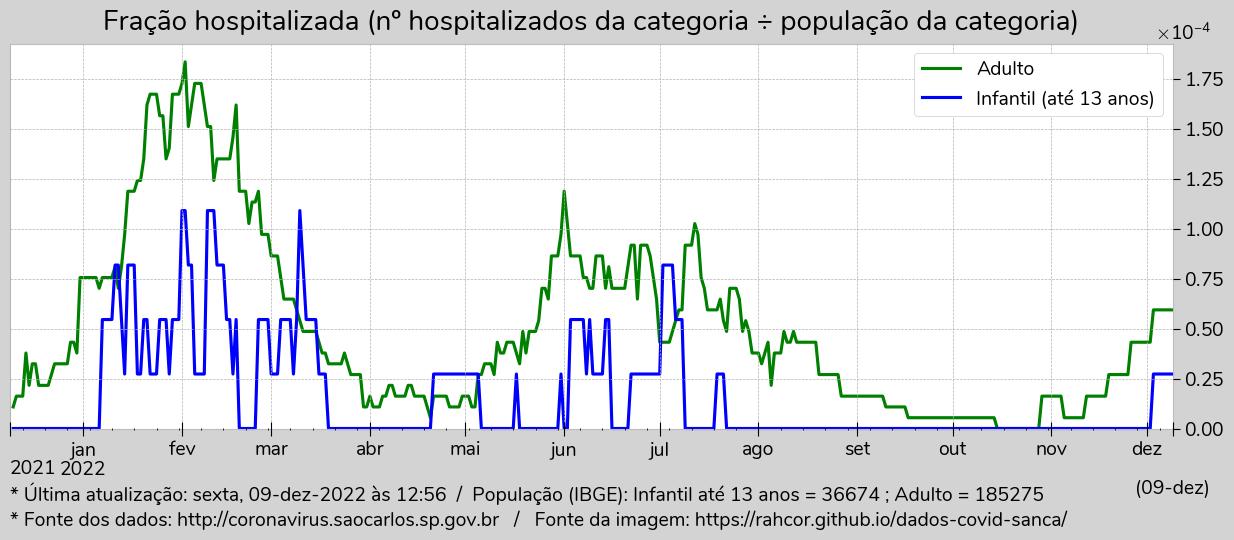 Fração hospitalizada (nº hospitalizados da categoria ÷ população da categoria)
×10⁻⁴
Adulto
Infantil (até 13 anos)
1.75
1.50
1.25
1.00
0.75
0.50
0.25
0.00
jan fev mar abr mai jun jul ago set out nov dez
2021 2022
(09-dez)
* Última atualização: sexta, 09-dez-2022 às 12:56 / População (IBGE): Infantil até 13 anos = 36674 ; Adulto = 185275
* Fonte dos dados: http://coronavirus.saocarlos.sp.gov.br / Fonte da imagem: https://rahcor.github.io/dados-covid-sanca/